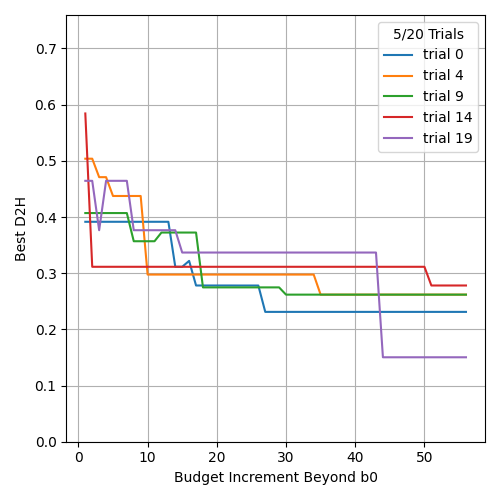 5/20 Trials
trial 0
trial 4
trial 9
trial 14
trial 19
0.7
0.6
0.5
0.4
0.3
0.2
0.1
0.0
Best D2H
0 10 20 30 40 50
Budget Increment Beyond b0